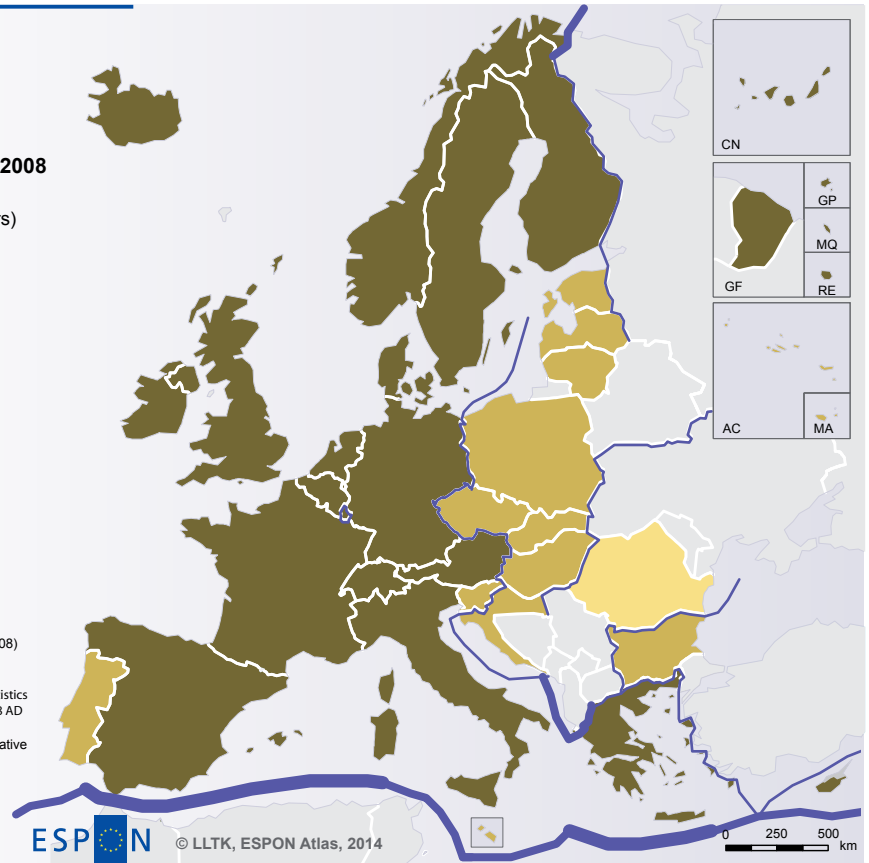 2008
s)
08)
istics
3 AD
ative
CN
GP
MQ
GF
RE
AC
MA
ESPON
© LLTK, ESPON Atlas, 2014
0 250 500
km